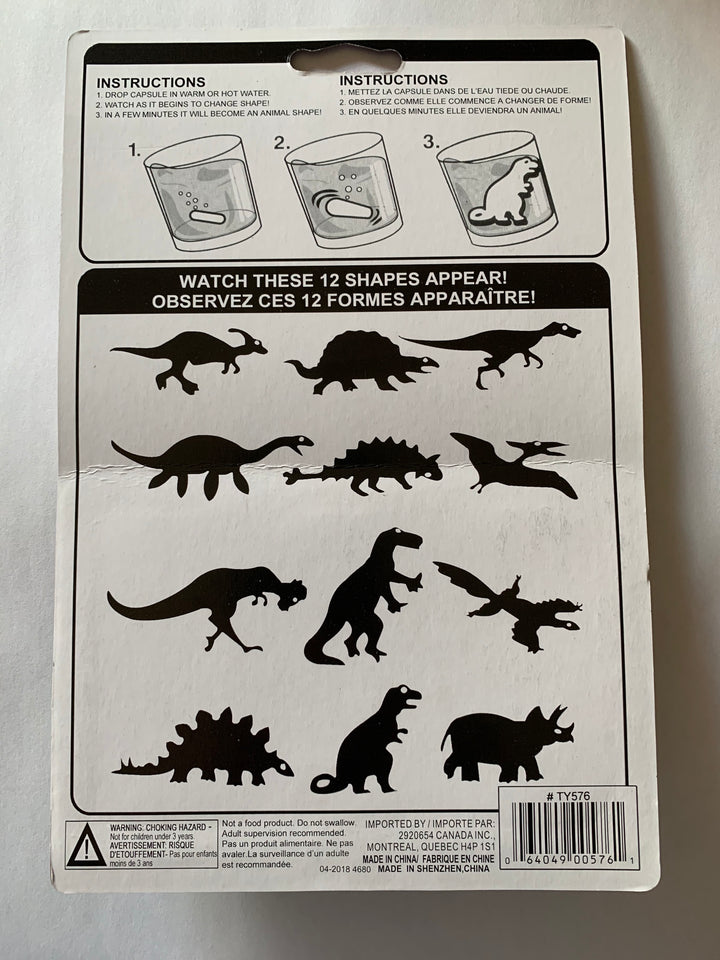 INSTRUCTIONS
1. DROP CAPSULE IN WARM OR HOT WATER.
2. WATCH AS IT BEGINS TO CHANGE SHAPE!
3. IN A FEW MINUTES IT WILL BECOME AN ANIMAL SHAPE!
INSTRUCTIONS
1. METTEZ LA CAPSULE DANS DE L'EAU TIEDE OU CHAUDE.
2. OBSERVEZ COMME ELLE COMMENCE A CHANGER DE FORME!
3. EN QUELQUES MINUTES ELLE DEVIENDRA UN ANIMAL!
1.
2.
3.
WATCH THESE 12 SHAPES APPEAR!
OBSERVEZ CES 12 FORMES APPARAÎTRE!
WARNING: CHOKING HAZARD -
Not for children under 3 years.
AVERTISSEMENT: RISQUE
D'ETOUFFEMENT- Pas pour enfants
moins de 3 ans
Not a food product. Do not swallow.
Adult supervision recommended.
Pas un produit alimentaire. Ne pas
avaler.La surveillance d'un adulte
est recommandée.
04-2018 4680
IMPORTED BY / IMPORTE PAR:
2920654 CANADA INC.,
MONTREAL, QUEBEC H4P 1S1
MADE IN CHINA/ FABRIQUE EN CHINE
MADE IN SHENZHEN,CHINA
# TY576
0 64049 00576 1